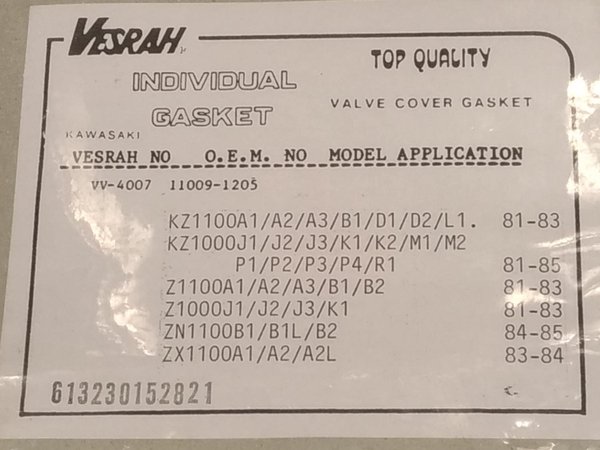 VESRAH
TOP QUALITY
INDIVIDUAL
GASKET
VALVE COVER GASKET
KAWASAKI
VESRAH NO O.E.M. NO MODEL APPLICATION
VV-4007 11009-1205
KZ1100A1/A2/A3/B1/D1/D2/L1. 81-83
KZ1000J1/J2/J3/K1/K2/M1/M2
P1/P2/P3/P4/R1 81-85
Z1100A1/A2/A3/B1/B2 81-83
Z1000J1/J2/J3/K1 81-83
ZN1100B1/B1L/B2 84-85
ZX1100A1/A2/A2L 83-84
613230152821